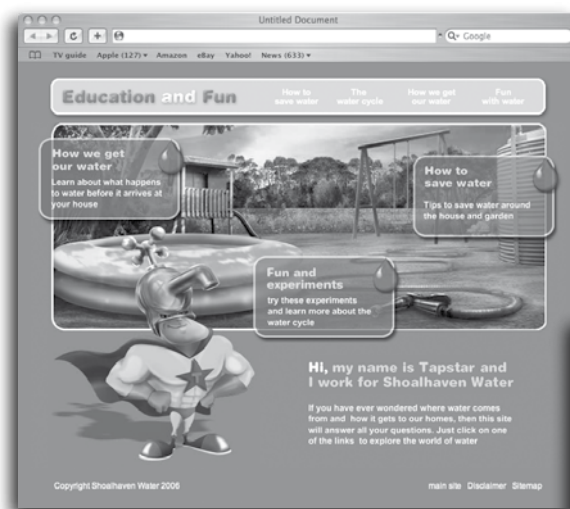 Untitled Document
Google
TV guide Apple (127) Amazon eBay Yahoo! News (633)
Education and Fun
How to
save water
The
water cycle
How we get
our water
Fun
with water
How we get
our water
Learn about what happens
to water before it arrives at
your house
How to
save water
Tips to save water around
the house and garden
Fun and
experiments
try these experiments
and learn more about the
water cycle
T
Hi, my name is Tapstar and
I work for Shoalhaven Water
If you have ever wondered where water comes
from and how it gets to our homes, then this site
will answer all your questions. Just click on one
of the links to explore the world of water
Copyright Shoalhaven Water 2006
main site Disclaimer Sitemap